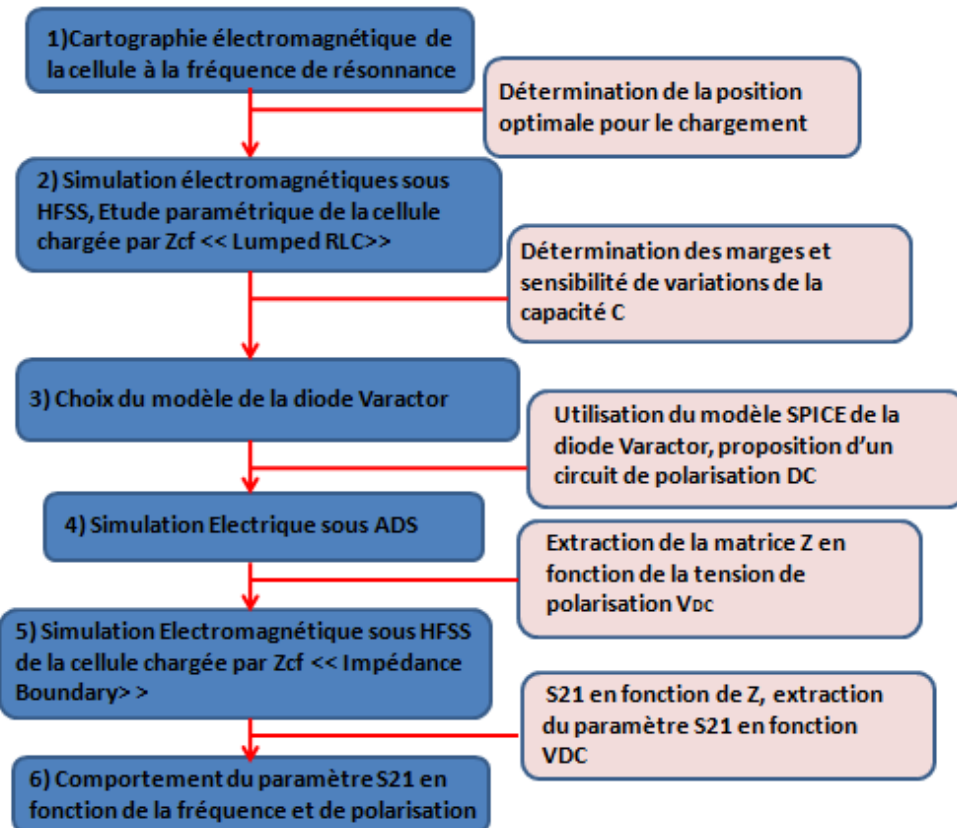 1)Cartographie électromagnétique de
la cellule à la fréquence de résonnance
Détermination de la position
optimale pour le chargement
2) Simulation électromagnétiques sous
HFSS, Etude paramétrique de la cellule
chargée par Zcf << Lumped RLC>>
Détermination des marges et
sensibilité de variations de la
capacité C
3) Choix du modèle de la diode Varactor
Utilisation du modèle SPICE de la
diode Varactor, proposition d'un
circuit de polarisation DC
4) Simulation Electrique sous ADS
Extraction de la matrice Z en
fonction de la tension de
polarisation VDC
5) Simulation Electromagnétique sous HFSS
de la cellule chargée par Zcf << Impédance
Boundary> >
S21 en fonction de Z, extraction
du paramètre S21 en fonction
VDC
6) Comportement du paramètre S21 en
fonction de la fréquence et de polarisation